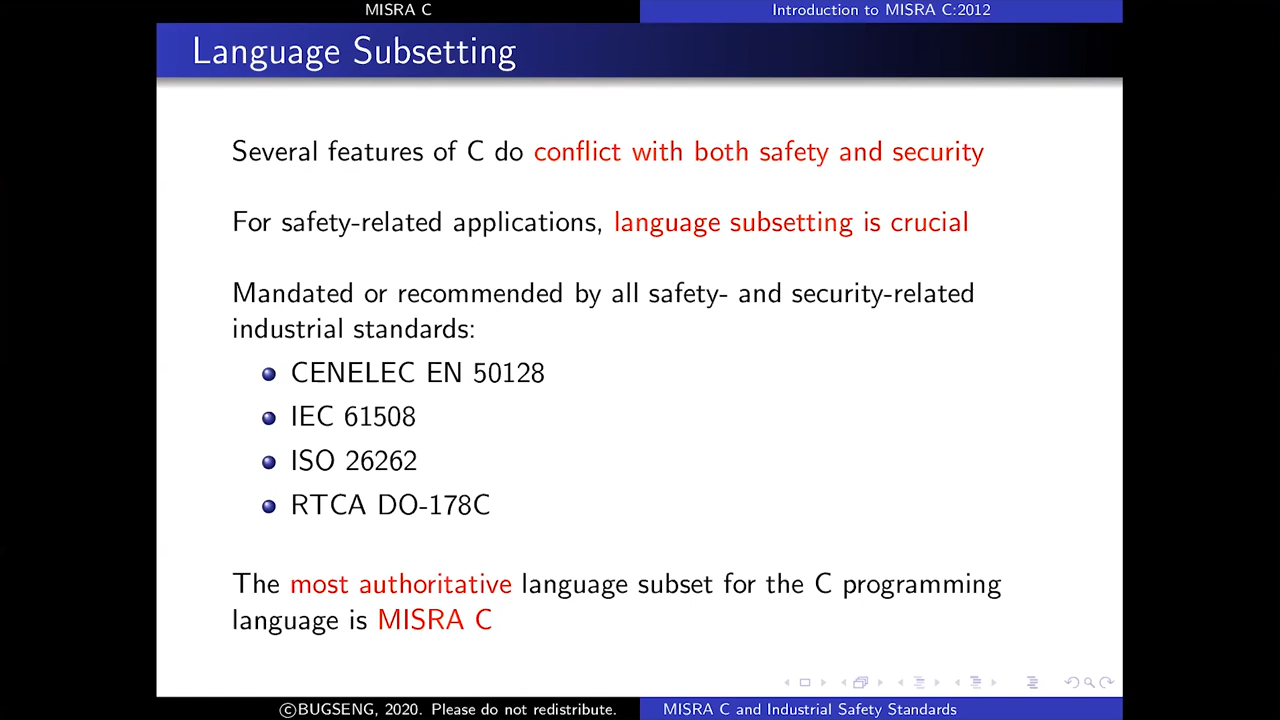 MISRA C
Introduction to MISRA C:2012
Language Subsetting
Several features of C do conflict with both safety and security
For safety-related applications, language subsetting is crucial
Mandated or recommended by all safety- and security-related
industrial standards:
CENELEC EN 50128
IEC 61508
ISO 26262
RTCA DO-178C
The most authoritative language subset for the C programming
language is MISRA C
©BUGSENG, 2020. Please do not redistribute.
MISRA C and Industrial Safety Standards